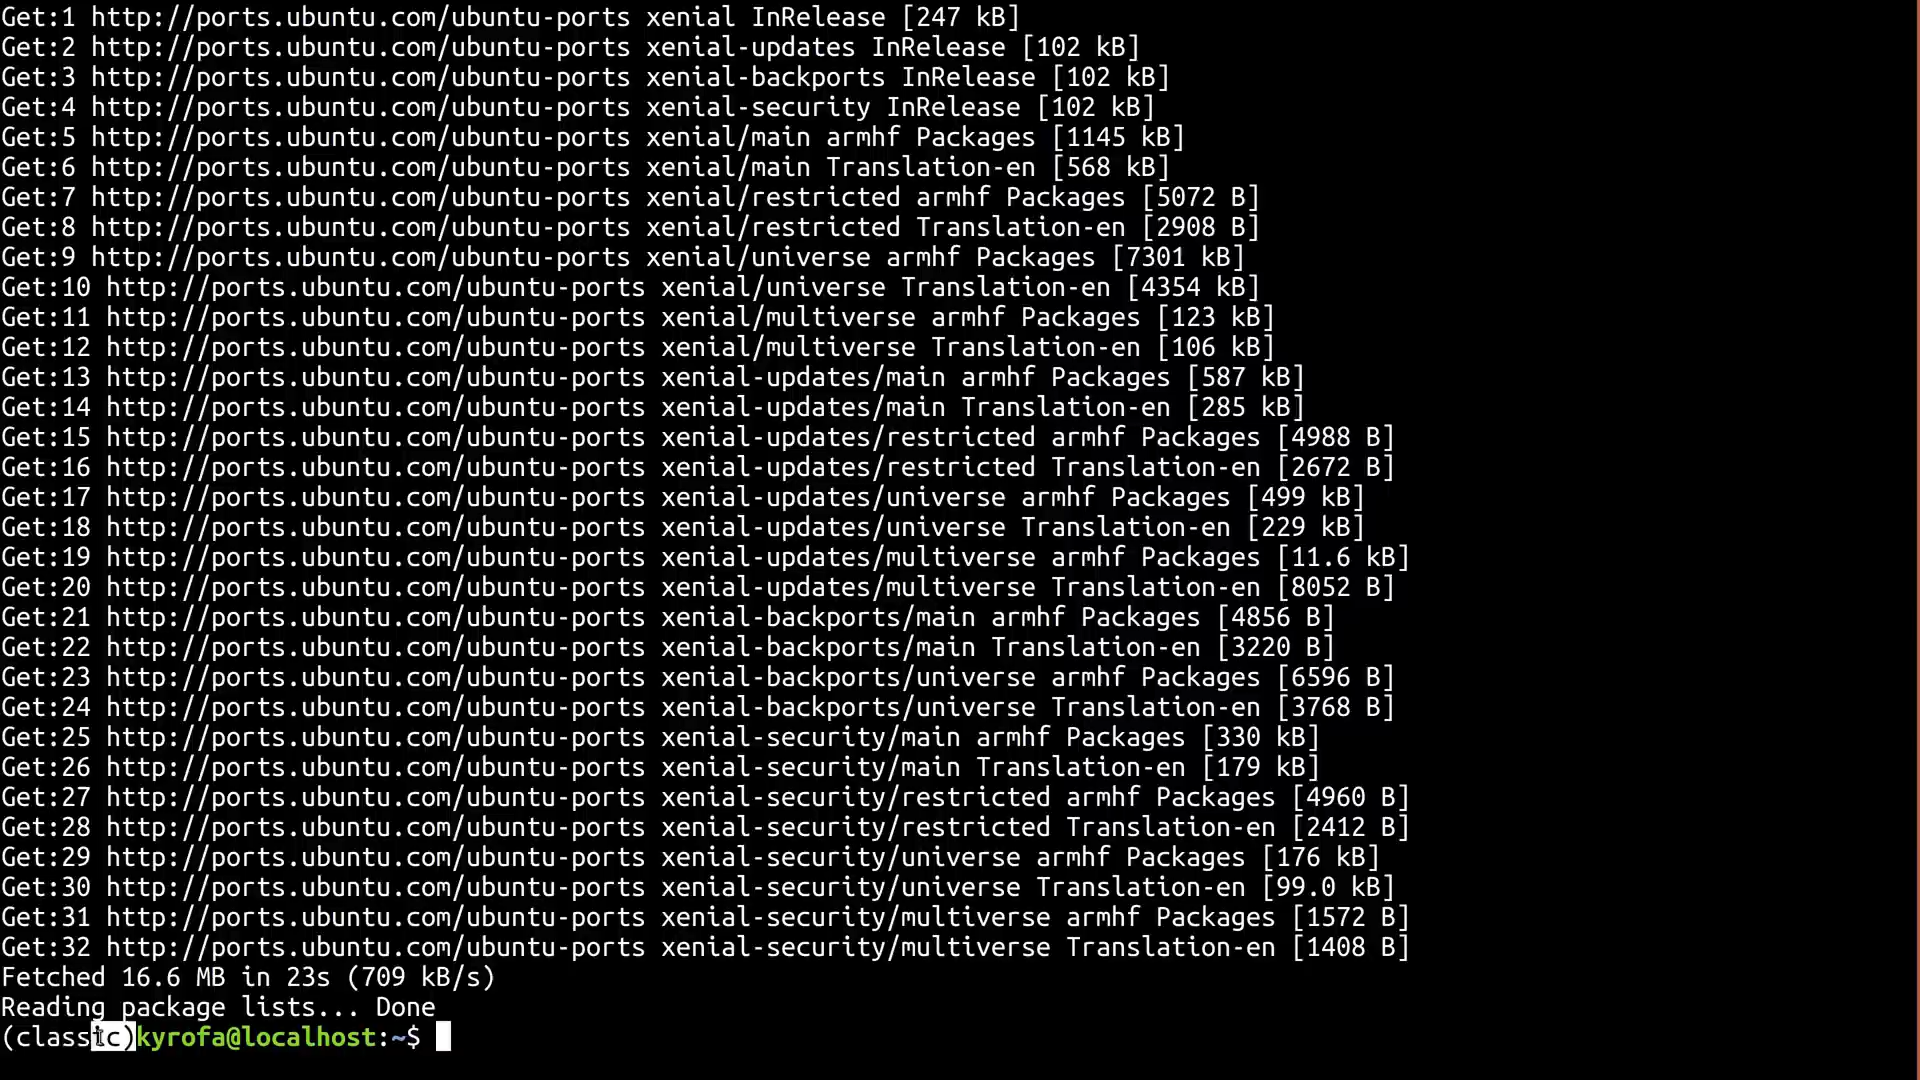 Get:1 http://ports.ubuntu.com/ubuntu-ports xenial InRelease [247 kB]
Get:2 http://ports.ubuntu.com/ubuntu-ports xenial-updates InRelease [102 kB]
Get:3 http://ports.ubuntu.com/ubuntu-ports xenial-backports InRelease [102 kB]
Get:4 http://ports.ubuntu.com/ubuntu-ports xenial-security InRelease [102 kB]
Get:5 http://ports.ubuntu.com/ubuntu-ports xenial/main armhf Packages [1145 kB]
Get:6 http://ports.ubuntu.com/ubuntu-ports xenial/main Translation-en [568 kB]
Get:7 http://ports.ubuntu.com/ubuntu-ports xenial/restricted armhf Packages [5072 B]
Get:8 http://ports.ubuntu.com/ubuntu-ports xenial/restricted Translation-en [2908 B]
Get:9 http://ports.ubuntu.com/ubuntu-ports xenial/universe armhf Packages [7301 kB]
Get:10 http://ports.ubuntu.com/ubuntu-ports xenial/universe Translation-en [4354 kB]
Get:11 http://ports.ubuntu.com/ubuntu-ports xenial/multiverse armhf Packages [123 kB]
Get:12 http://ports.ubuntu.com/ubuntu-ports xenial/multiverse Translation-en [106 kB]
Get:13 http://ports.ubuntu.com/ubuntu-ports xenial-updates/main armhf Packages [587 kB]
Get:14 http://ports.ubuntu.com/ubuntu-ports xenial-updates/main Translation-en [285 kB]
Get:15 http://ports.ubuntu.com/ubuntu-ports xenial-updates/restricted armhf Packages [4988 B]
Get:16 http://ports.ubuntu.com/ubuntu-ports xenial-updates/restricted Translation-en [2672 B]
Get:17 http://ports.ubuntu.com/ubuntu-ports xenial-updates/universe armhf Packages [499 kB]
Get:18 http://ports.ubuntu.com/ubuntu-ports xenial-updates/universe Translation-en [229 kB]
Get:19 http://ports.ubuntu.com/ubuntu-ports xenial-updates/multiverse armhf Packages [11.6 kB]
Get:20 http://ports.ubuntu.com/ubuntu-ports xenial-updates/multiverse Translation-en [8052 B]
Get:21 http://ports.ubuntu.com/ubuntu-ports xenial-backports/main armhf Packages [4856 B]
Get:22 http://ports.ubuntu.com/ubuntu-ports xenial-backports/main Translation-en [3220 B]
Get:23 http://ports.ubuntu.com/ubuntu-ports xenial-backports/universe armhf Packages [6596 B]
Get:24 http://ports.ubuntu.com/ubuntu-ports xenial-backports/universe Translation-en [3768 B]
Get:25 http://ports.ubuntu.com/ubuntu-ports xenial-security/main armhf Packages [330 kB]
Get:26 http://ports.ubuntu.com/ubuntu-ports xenial-security/main Translation-en [179 kB]
Get:27 http://ports.ubuntu.com/ubuntu-ports xenial-security/restricted armhf Packages [4960 B]
Get:28 http://ports.ubuntu.com/ubuntu-ports xenial-security/restricted Translation-en [2412 B]
Get:29 http://ports.ubuntu.com/ubuntu-ports xenial-security/universe armhf Packages [176 kB]
Get:30 http://ports.ubuntu.com/ubuntu-ports xenial-security/universe Translation-en [99.0 kB]
Get:31 http://ports.ubuntu.com/ubuntu-ports xenial-security/multiverse armhf Packages [1572 B]
Get:32 http://ports.ubuntu.com/ubuntu-ports xenial-security/multiverse Translation-en [1408 B]
Fetched 16.6 MB in 23s (709 kB/s)
Reading package lists... Done
(classic)kyrofa@localhost:~$